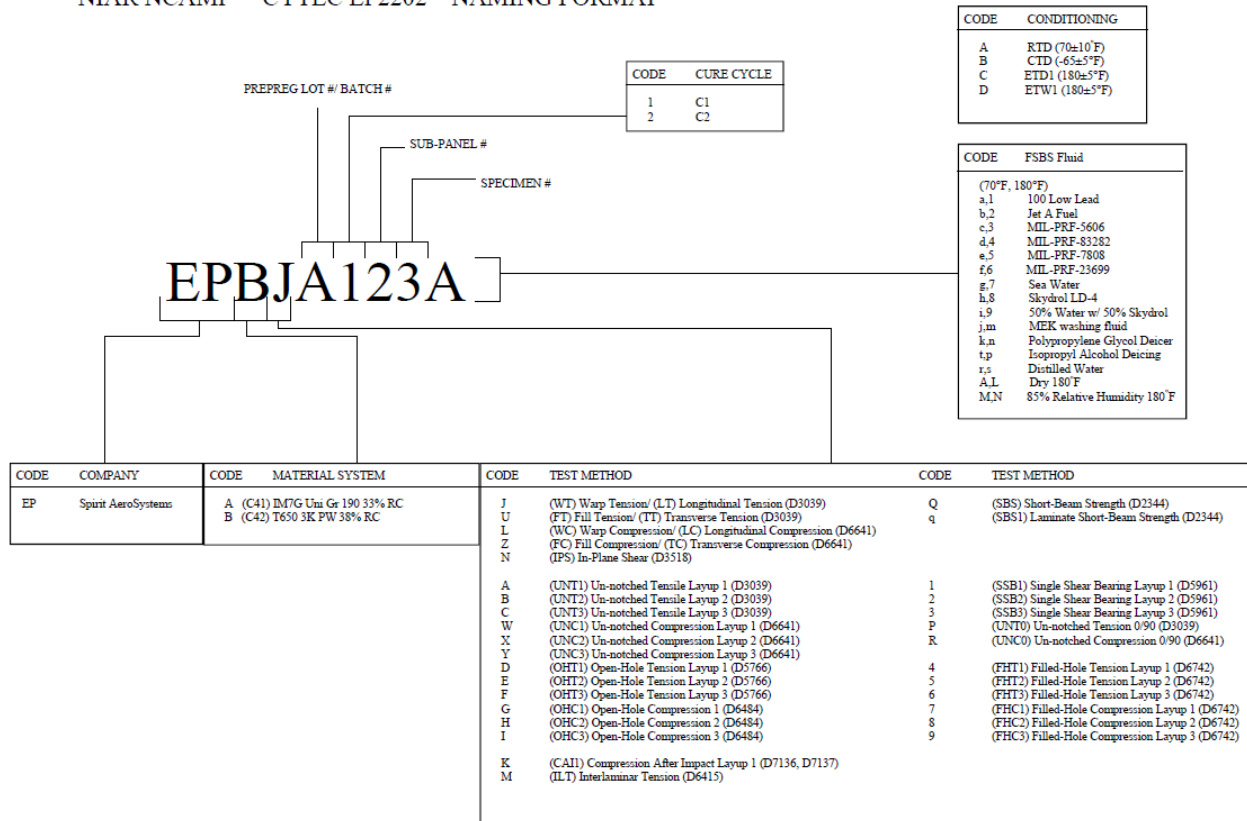 NIAR NCAMP CYTEC EP2202 NAMING FORMAT
CODE CONDITIONING
A RTD (70±10°F)
B CTD (-65±5°F)
C ETD1 (180±5°F)
D ETW1 (180±5°F)
CODE CURE CYCLE
1 C1
2 C2
PREPREG LOT #/ BATCH #
SUB-PANEL #
SPECIMEN #
CODE FSBS Fluid
(70°F, 180°F)
a,1 100 Low Lead
b,2 Jet A Fuel
c,3 MIL-PRF-5606
d,4 MIL-PRF-83282
e,5 MIL-PRF-7808
f,6 MIL-PRF-23699
g,7 Sea Water
h,8 Skydrol LD-4
i,9 50% Water w/ 50% Skydrol
j,m MEK washing fluid
k,n Polypropylene Glycol Deicer
t,p Isopropyl Alcohol Deicing
r,s Distilled Water
A,L Dry 180°F
M,N 85% Relative Humidity 180°F
EPBJA123A
CODE COMPANY
EP Spirit AeroSystems
CODE MATERIAL SYSTEM
A (C41) IM7G Uni Gr 190 33% RC
B (C42) T650 3K PW 38% RC
CODE TEST METHOD
J (WT) Warp Tension/ (LT) Longitudinal Tension (D3039)
U (FT) Fill Tension/ (TT) Transverse Tension (D3039)
L (WC) Warp Compression/ (LC) Longitudinal Compression (D6641)
Z (FC) Fill Compression/ (TC) Transverse Compression (D6641)
N (IPS) In-Plane Shear (D3518)
A (UNT1) Un-notched Tensile Layup 1 (D3039)
B (UNT2) Un-notched Tensile Layup 2 (D3039)
C (UNT3) Un-notched Tensile Layup 3 (D3039)
W (UNC1) Un-notched Compression Layup 1 (D6641)
X (UNC2) Un-notched Compression Layup 2 (D6641)
Y (UNC3) Un-notched Compression Layup 3 (D6641)
D (OHT1) Open-Hole Tension Layup 1 (D5766)
E (OHT2) Open-Hole Tension Layup 2 (D5766)
F (OHT3) Open-Hole Tension Layup 3 (D5766)
G (OHC1) Open-Hole Compression 1 (D6484)
H (OHC2) Open-Hole Compression 2 (D6484)
I (OHC3) Open-Hole Compression 3 (D6484)
K (CAI1) Compression After Impact Layup 1 (D7136, D7137)
M (ILT) Interlaminar Tension (D6415)
CODE TEST METHOD
Q (SBS) Short-Beam Strength (D2344)
q (SBS1) Laminate Short-Beam Strength (D2344)
1 (SSB1) Single Shear Bearing Layup 1 (D5961)
2 (SSB2) Single Shear Bearing Layup 2 (D5961)
3 (SSB3) Single Shear Bearing Layup 3 (D5961)
P (UNT0) Un-notched Tension 0/90 (D3039)
R (UNC0) Un-notched Compression 0/90 (D6641)
4 (FHT1) Filled-Hole Tension Layup 1 (D6742)
5 (FHT2) Filled-Hole Tension Layup 2 (D6742)
6 (FHT3) Filled-Hole Tension Layup 3 (D6742)
7 (FHC1) Filled-Hole Compression Layup 1 (D6742)
8 (FHC2) Filled-Hole Compression Layup 2 (D6742)
9 (FHC3) Filled-Hole Compression Layup 3 (D6742)